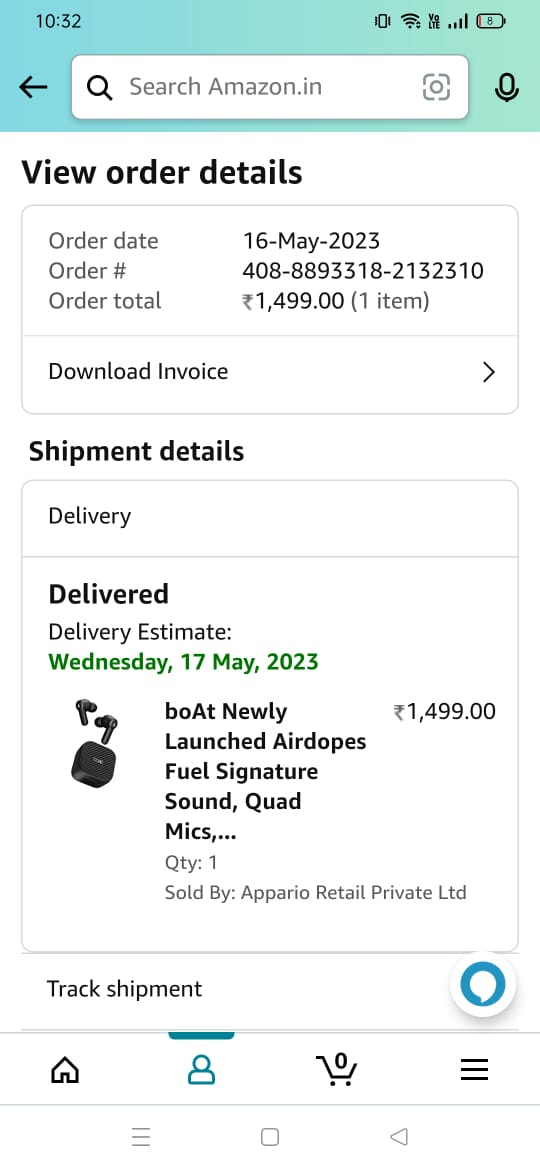 10:32
Vo
LTE
8
Search Amazon.in
View order details
Order date 16-May-2023
Order # 408-8893318-2132310
Order total ₹1,499.00 (1 item)
Download Invoice
Shipment details
Delivery
Delivered
Delivery Estimate:
Wednesday, 17 May, 2023
boAt Newly ₹1,499.00
Launched Airdopes
Fuel Signature
Sound, Quad
Mics,...
Qty: 1
Sold By: Appario Retail Private Ltd
Track shipment
0